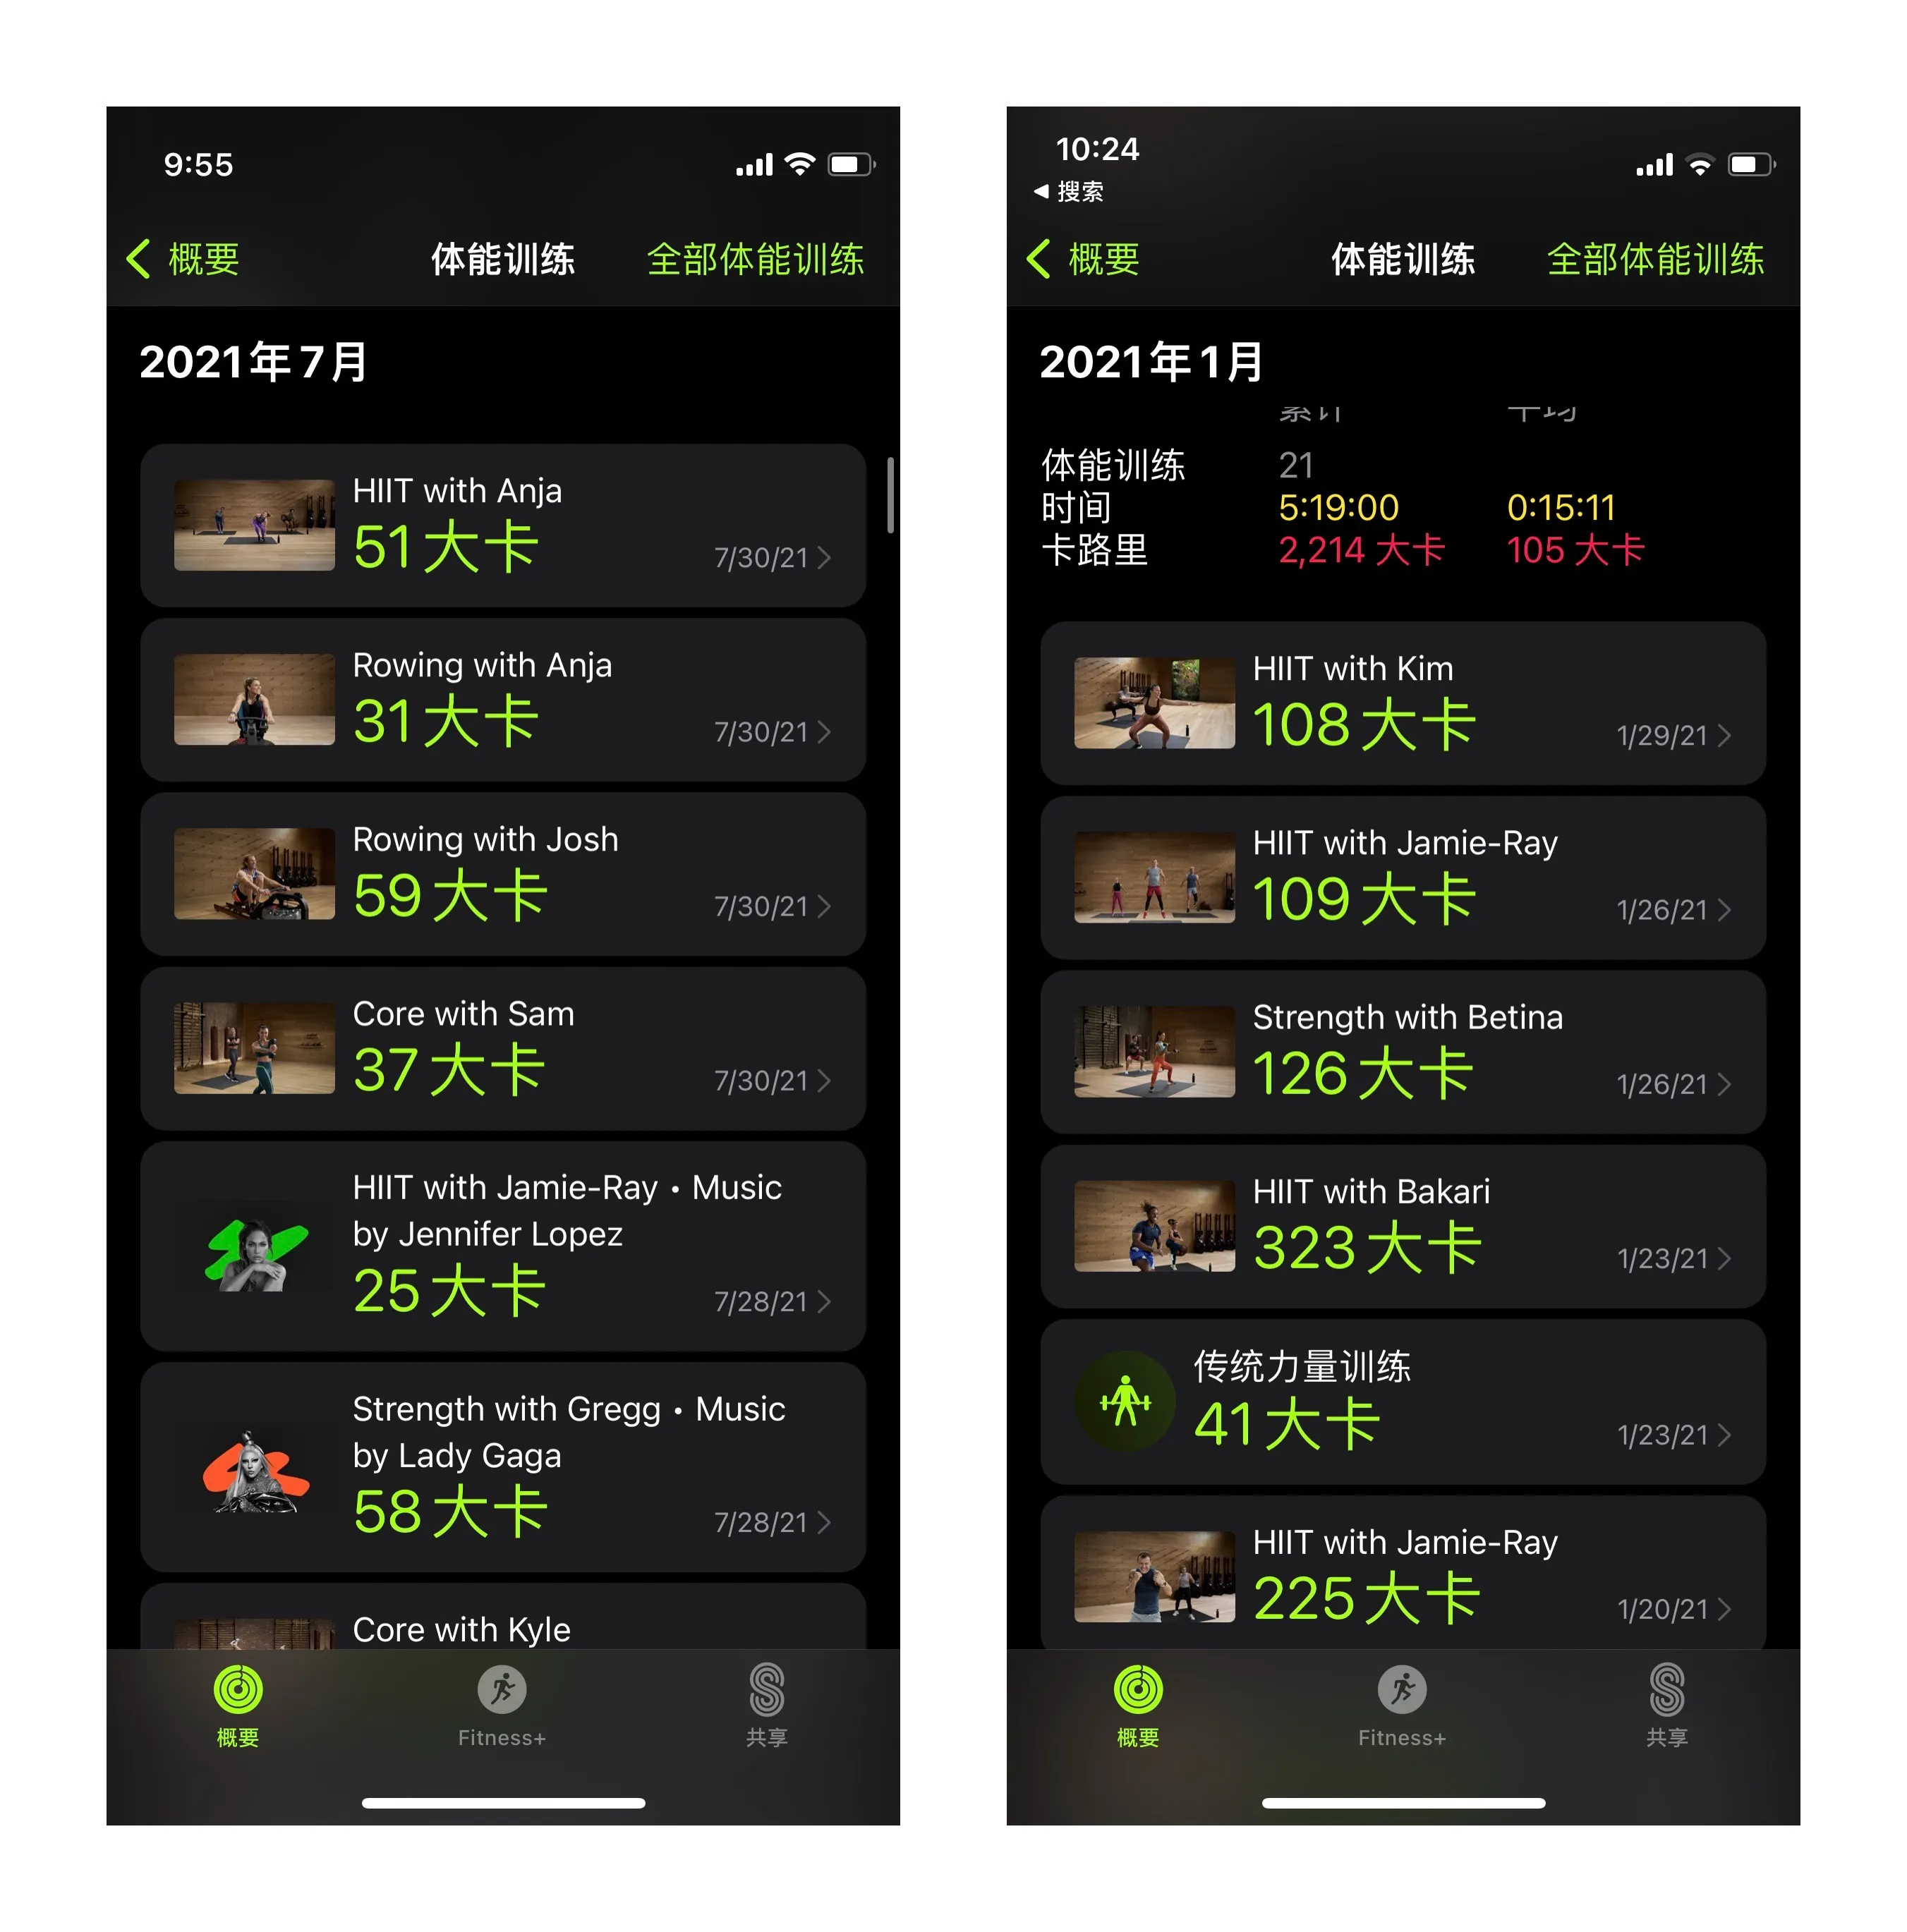 9:55
概要
体能训练
全部体能训练
2021年7月
HIIT with Anja
51大卡
7/30/21
Rowing with Anja
31大卡
7/30/21
Rowing with Josh
59大卡
7/30/21
Core with Sam
37大卡
7/30/21
HIIT with Jamie-Ray • Music
by Jennifer Lopez
25大卡
7/28/21
Strength with Gregg • Music
by Lady Gaga
58大卡
7/28/21
Core with Kyle
概要
Fitness+
共享
10:24
搜索
概要
体能训练
全部体能训练
2021年1月
累计 平均
体能训练 21
时间 5:19:00 0:15:11
卡路里 2,214 大卡 105 大卡
HIIT with Kim
108大卡
1/29/21
HIIT with Jamie-Ray
109大卡
1/26/21
Strength with Betina
126大卡
1/26/21
HIIT with Bakari
323大卡
1/23/21
传统力量训练
41大卡
1/23/21
HIIT with Jamie-Ray
225大卡
1/20/21
概要
Fitness+
共享